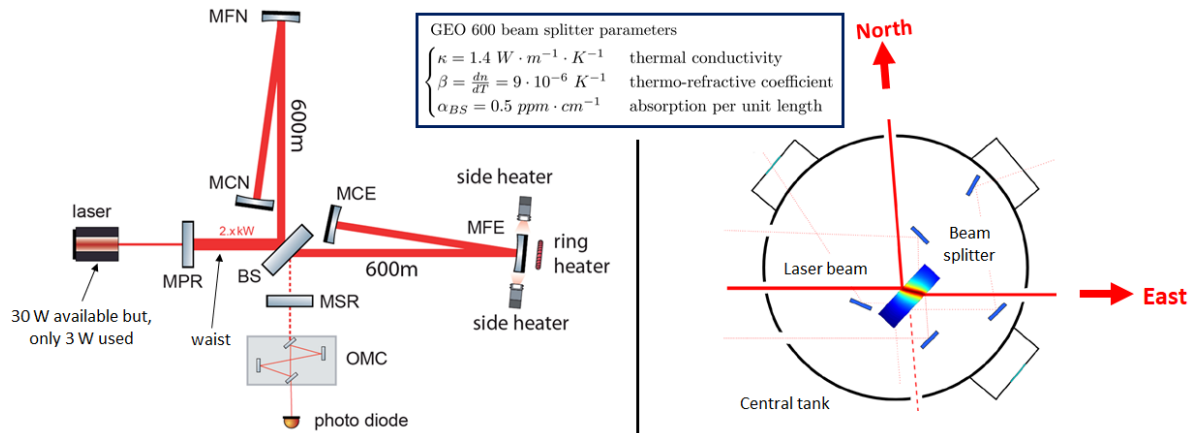 MFN
600m
MCN
laser
2.x kW
MPR
BS
30 W available but,
only 3 W used
waist
MCE
MFE
600m
side heater
ring
heater
side heater
MSR
OMC
photo diode
GEO 600 beam splitter parameters
κ = 1.4 W · m⁻¹ · K⁻¹ thermal conductivity
β = dn/dT = 9 · 10⁻⁶ K⁻¹ thermo-refractive coefficient
α_BS = 0.5 ppm · cm⁻¹ absorption per unit length
North
Beam
splitter
Laser beam
East
Central tank